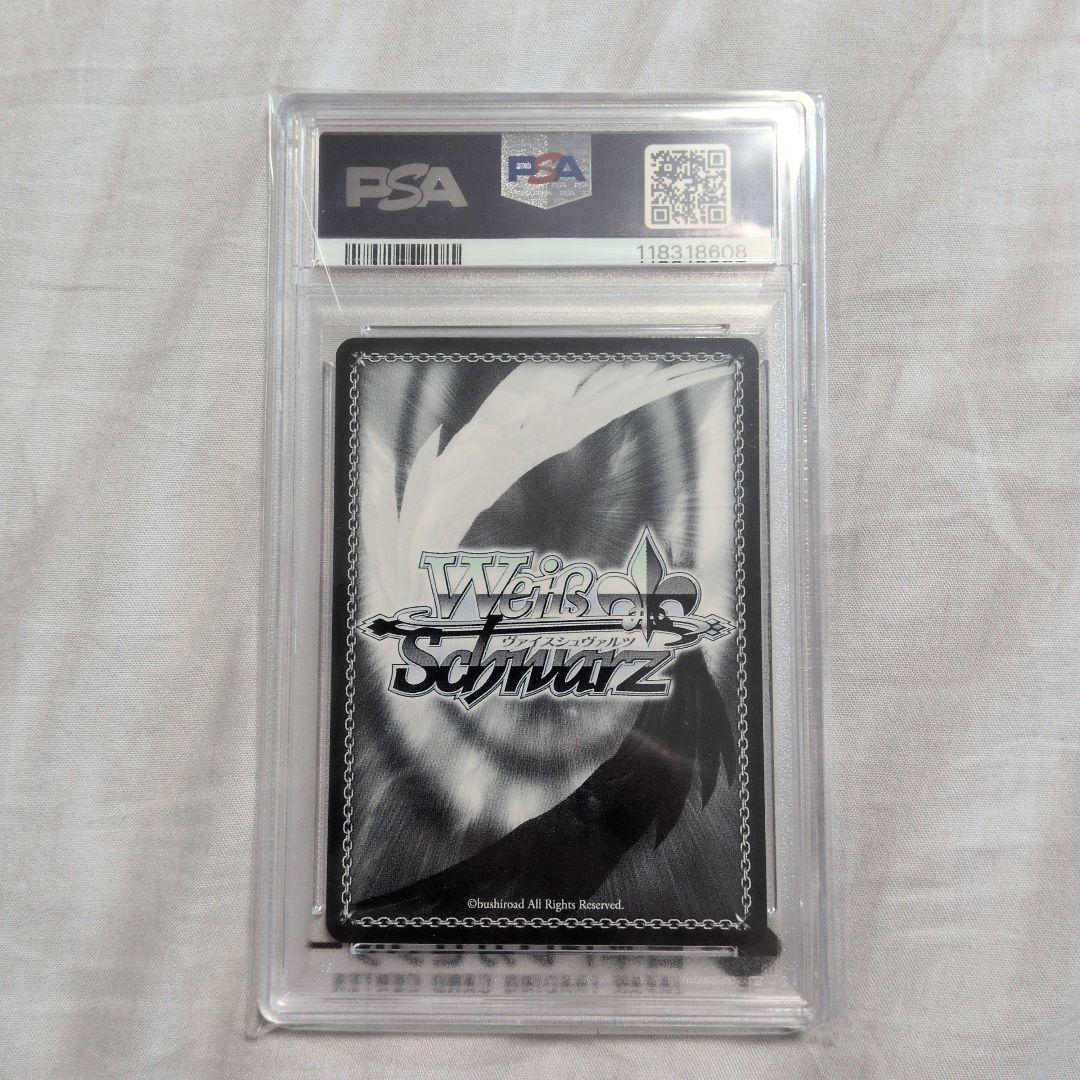 PSA
PSA
118318608
Weiß
ヴァイスシュヴァルツ
Schwarz
©bushiroad All Rights Reserved.